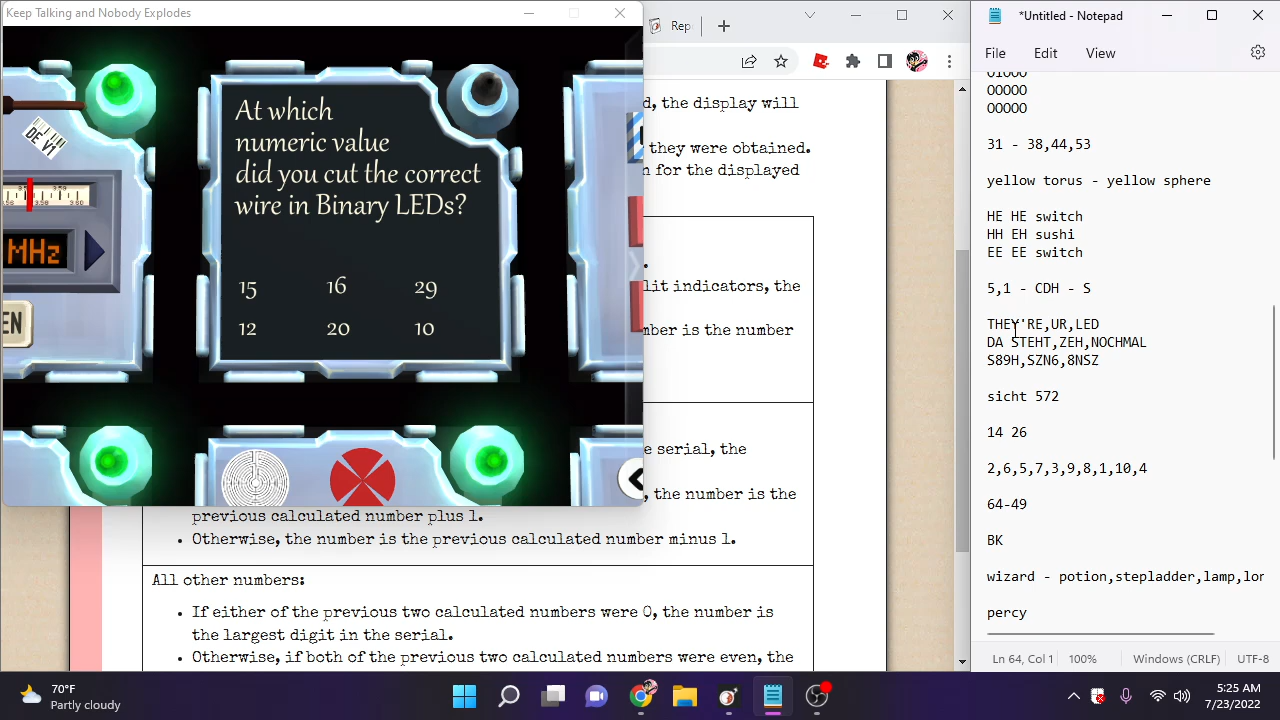 Keep Talking and Nobody Explodes
Rep
*Untitled - Notepad
File Edit View
At which
numeric value
did you cut the correct
wire in Binary LEDs?
15 16 29
12 20 10
MHz
EN
d, the display will
they were obtained.
n for the displayed
lit indicators, the
mber is the number
e serial, the
, the number is the
previous calculated number plus 1.
• Otherwise, the number is the previous calculated number minus 1.
All other numbers:
• If either of the previous two calculated numbers were 0, the number is
the largest digit in the serial.
• Otherwise, if both of the previous two calculated numbers were even, the
01000
00000
00000
31 - 38,44,53
yellow torus - yellow sphere
HE HE switch
HH EH sushi
EE EE switch
5,1 - CDH - S
THEY'RE,UR,LED
DA STEHT,ZEH,NOCHMAL
S89H,SZN6,8NSZ
sicht 572
14 26
2,6,5,7,3,9,8,1,10,4
64-49
BK
wizard - potion,stepladder,lamp,lor
percy
Ln 64, Col 1 100% Windows (CRLF) UTF-8
70°F
Partly cloudy
5:25 AM
7/23/2022